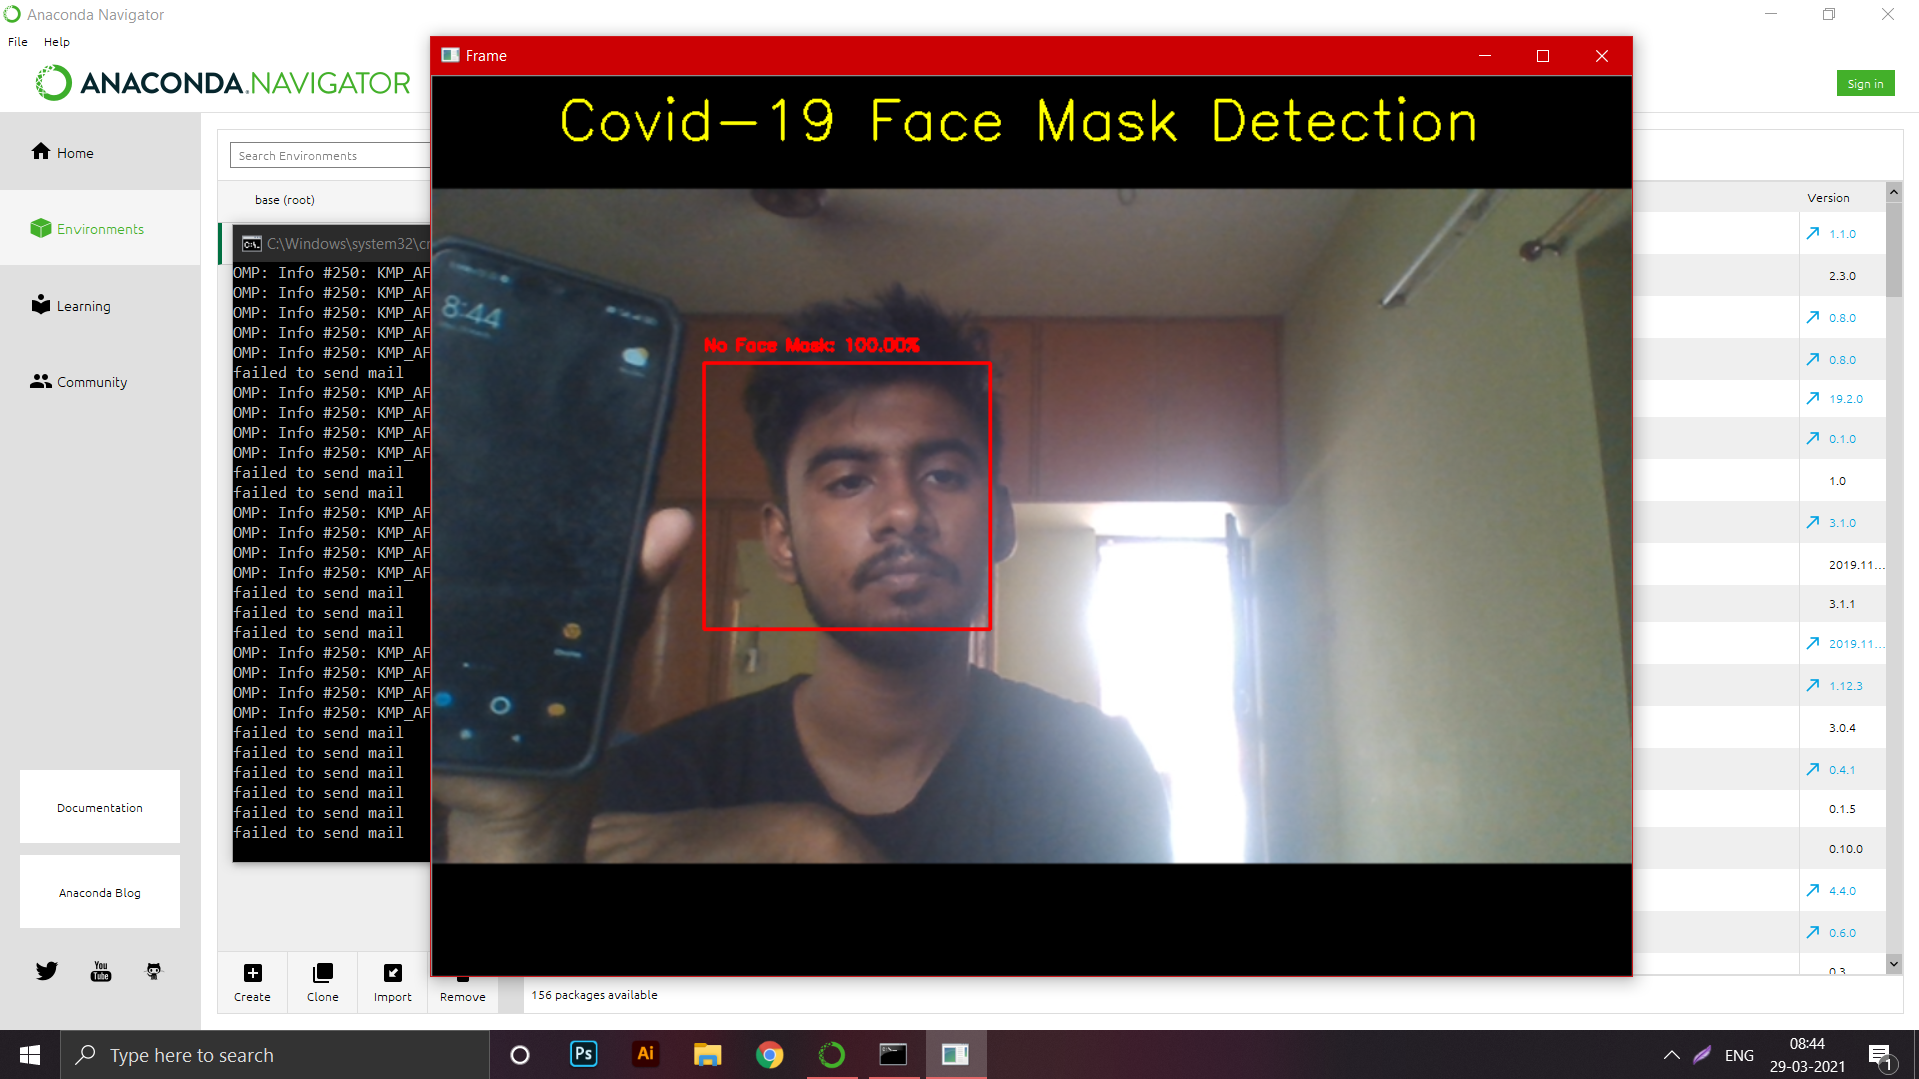 Anaconda Navigator
File Help
ANACONDA.NAVIGATOR
Sign in
Home
Environments
Learning
Community
Documentation
Anaconda Blog
You
Tube
Search Environments
base (root)
C:\Windows\system32\cm
OMP: Info #250: KMP_AF
OMP: Info #250: KMP_AF
OMP: Info #250: KMP_AF
OMP: Info #250: KMP_AF
OMP: Info #250: KMP_AF
failed to send mail
OMP: Info #250: KMP_AF
OMP: Info #250: KMP_AF
OMP: Info #250: KMP_AF
OMP: Info #250: KMP_AF
failed to send mail
failed to send mail
OMP: Info #250: KMP_AF
OMP: Info #250: KMP_AF
OMP: Info #250: KMP_AF
OMP: Info #250: KMP_AF
failed to send mail
failed to send mail
failed to send mail
OMP: Info #250: KMP_AF
OMP: Info #250: KMP_AF
OMP: Info #250: KMP_AF
OMP: Info #250: KMP_AF
failed to send mail
failed to send mail
failed to send mail
failed to send mail
failed to send mail
failed to send mail
Create Clone Import Remove
156 packages available
Frame
Covid-19 Face Mask Detection
8:44
No Face Mask: 100.00%
Version
1.1.0
2.3.0
0.8.0
0.8.0
19.2.0
0.1.0
1.0
3.1.0
2019.11...
3.1.1
2019.11...
1.12.3
3.0.4
0.4.1
0.1.5
0.10.0
4.4.0
0.6.0
0.3
Type here to search
Ps
Ai
ENG
08:44
29-03-2021
1